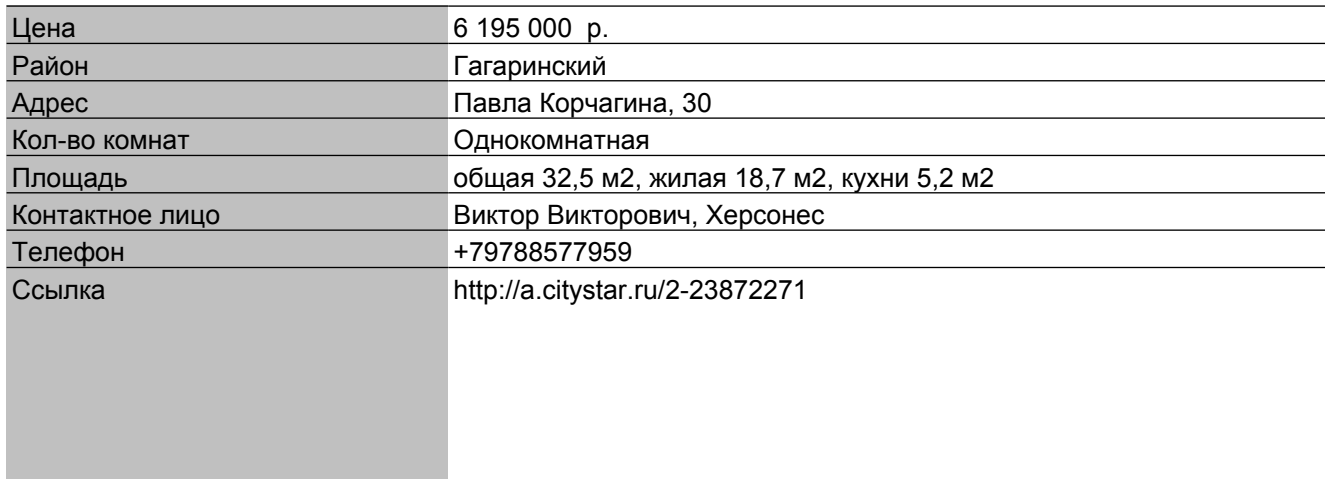 Цена 6 195 000 р.
Район Гагаринский
Адрес Павла Корчагина, 30
Кол-во комнат Однокомнатная
Площадь общая 32,5 м2, жилая 18,7 м2, кухни 5,2 м2
Контактное лицо Виктор Викторович, Херсонес
Телефон +79788577959
Ссылка http://a.citystar.ru/2-23872271